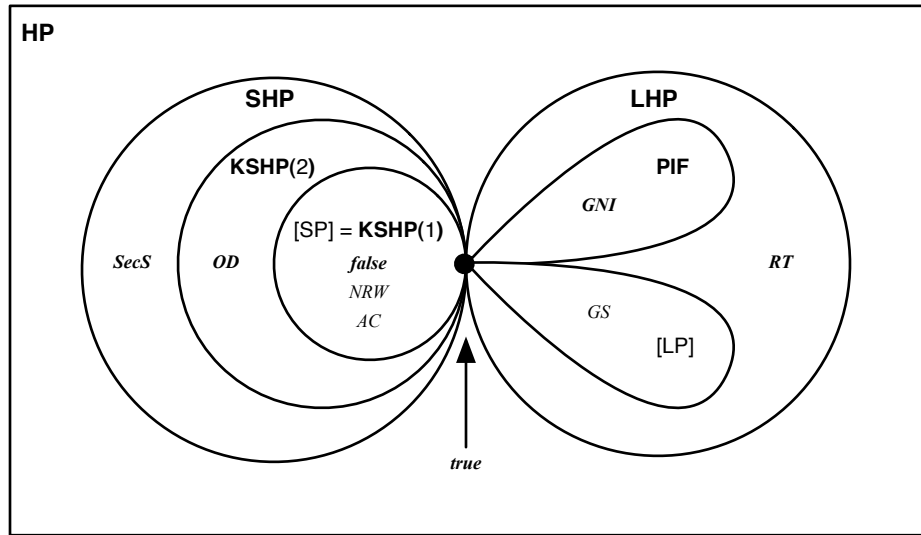 HP
SHP
LHP
KSHP(2)
PIF
GNI
[SP] = KSHP(1)
SecS
OD
false
RT
NRW
AC
GS
[LP]
true